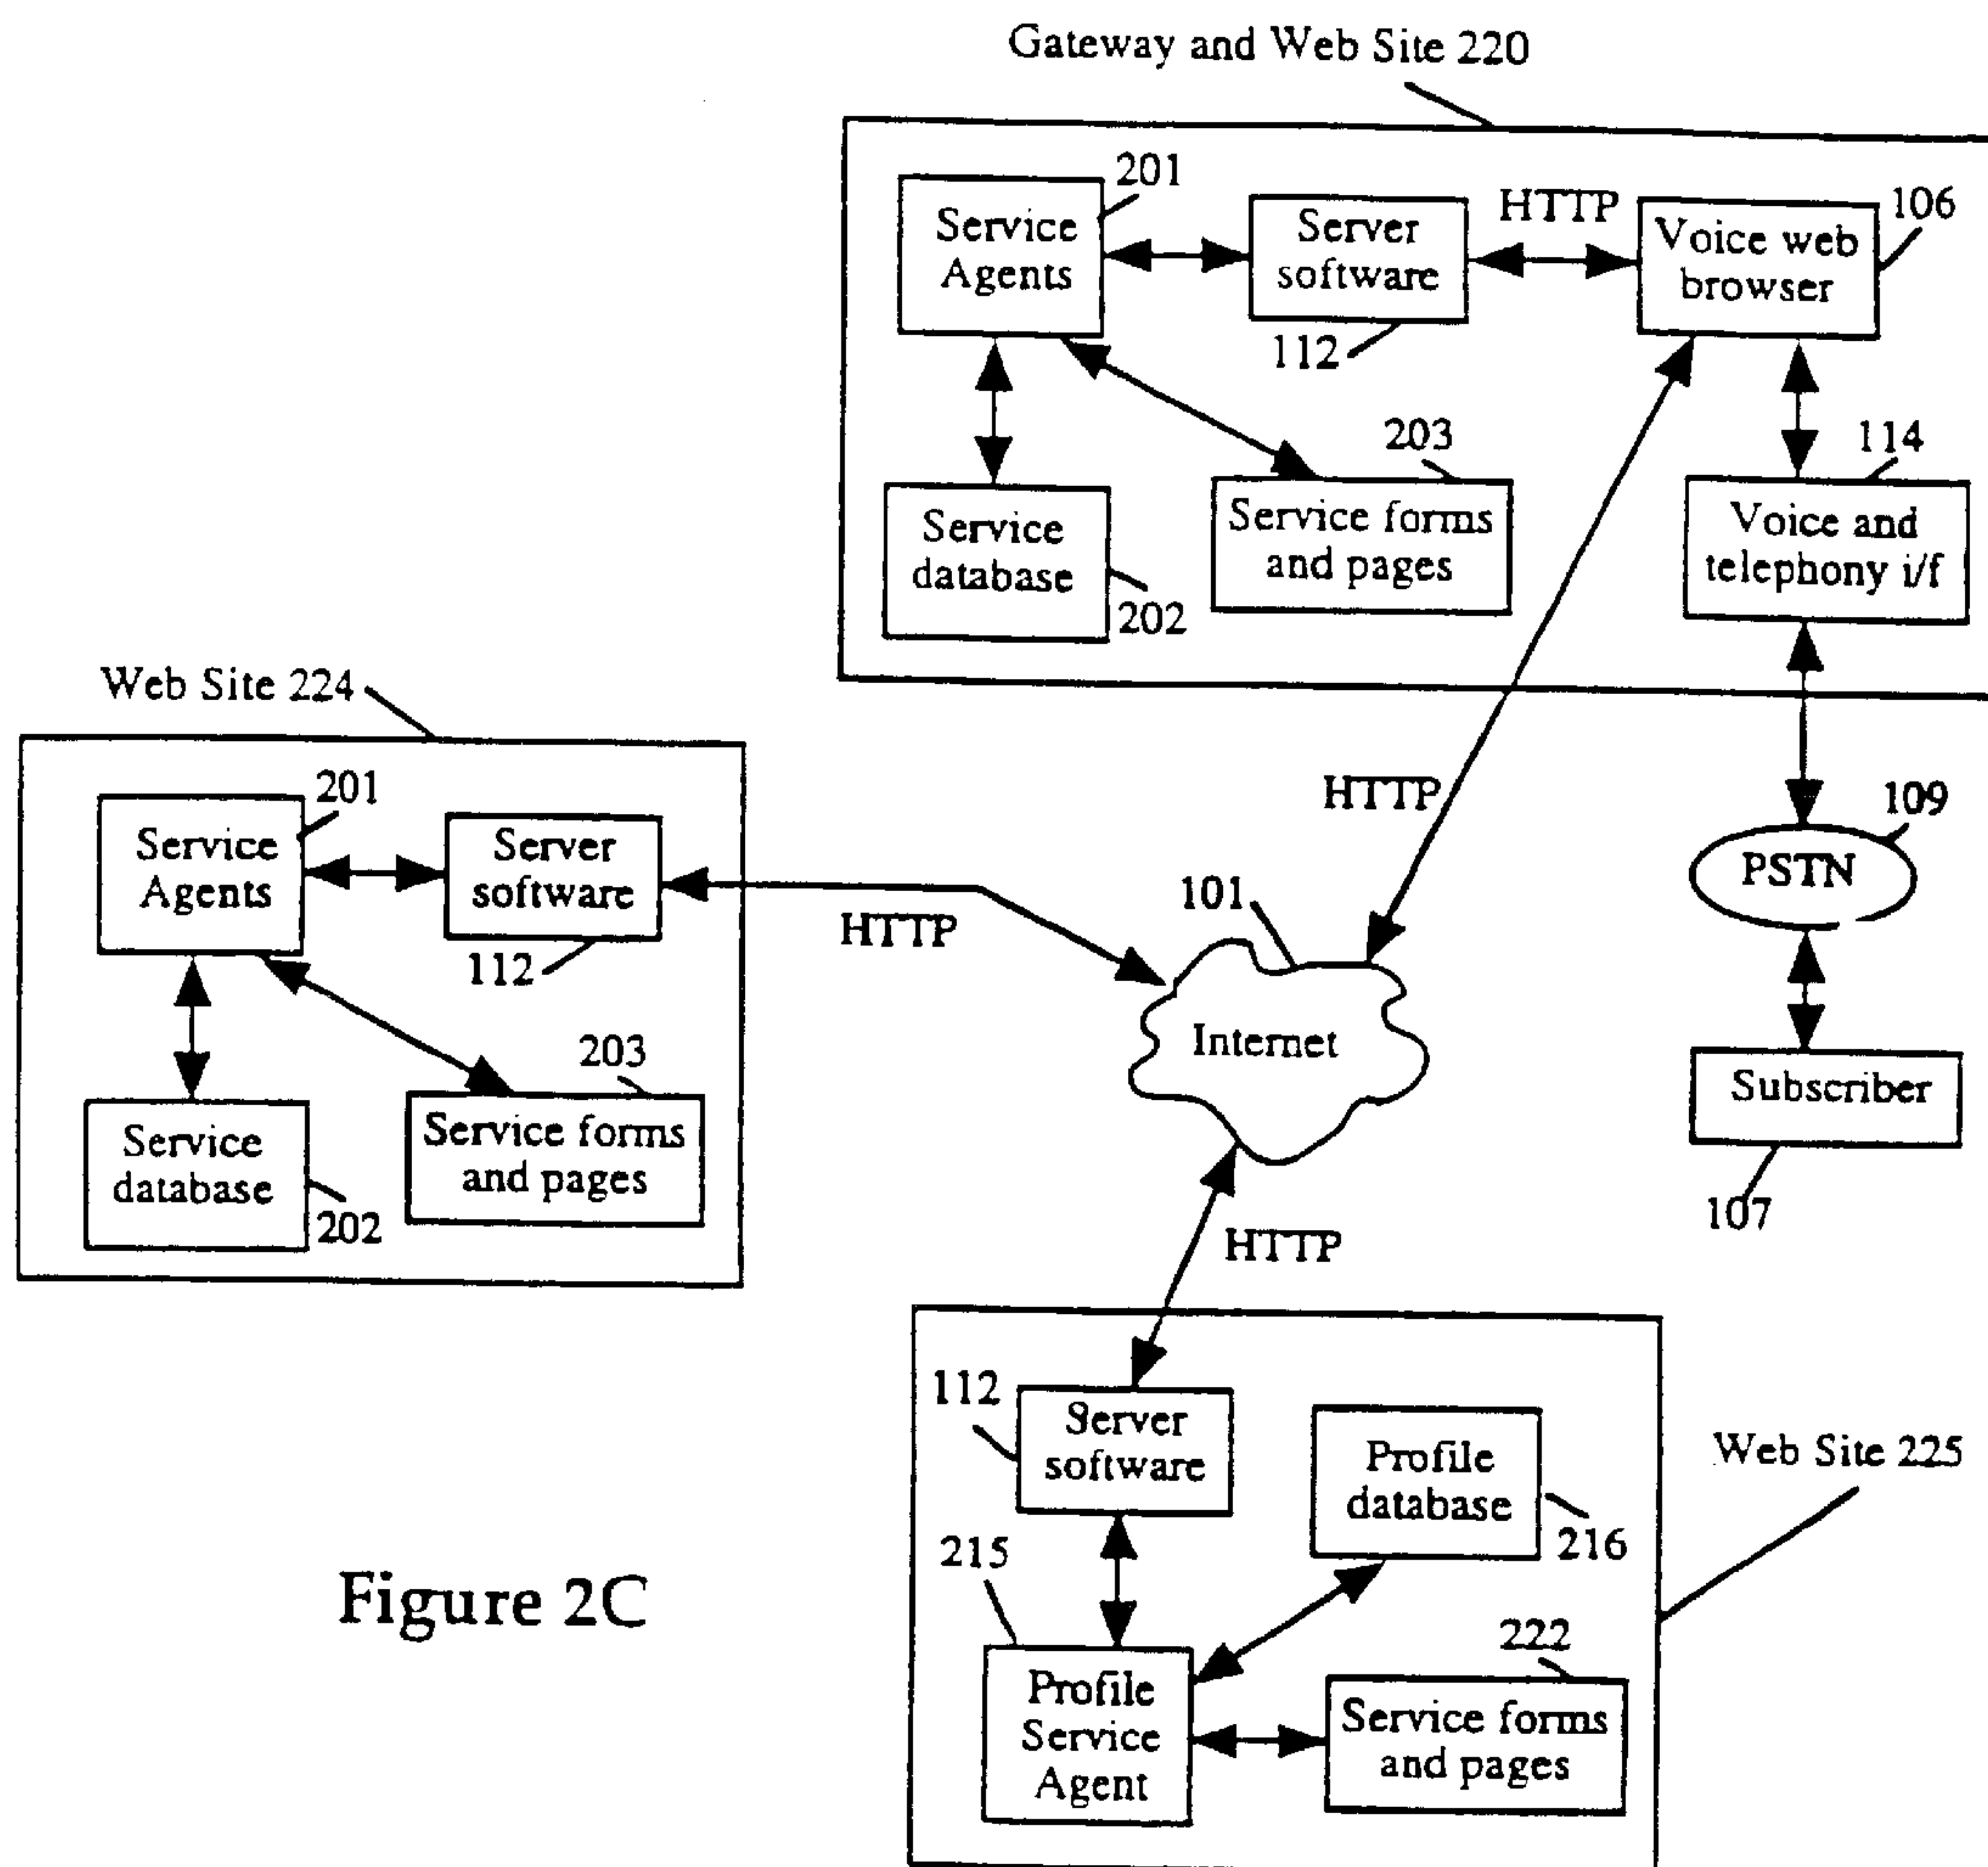 Gateway and Web Site 220
201
Service
Agents
Server
software
HTTP
Voice web
browser
106
112
203
114
Service
database
202
Service forms
and pages
Voice and
telephony i/f
Web Site 224
201
Service
Agents
Server
software
112
HTTP
HTTP
109
PSTN
101
Internet
203
Service
database
202
Service forms
and pages
Subscriber
107
HTTP
112
Server
software
Profile
database
216
Web Site 225
215
Profile
Service
Agent
222
Service forms
and pages
Figure 2C